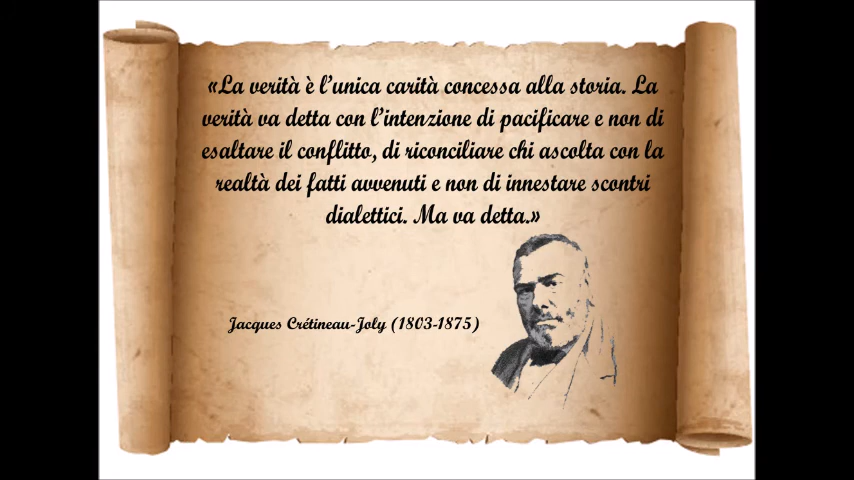 «La verità è l'unica carità concessa alla storia. La
verità va detta con l'intenzione di pacificare e non di
esaltare il conflitto, di riconciliare chi ascolta con la
realtà dei fatti avvenuti e non di innestare scontri
dialettici. Ma va detta.»
Jacques Crétineau-Joly (1803-1875)